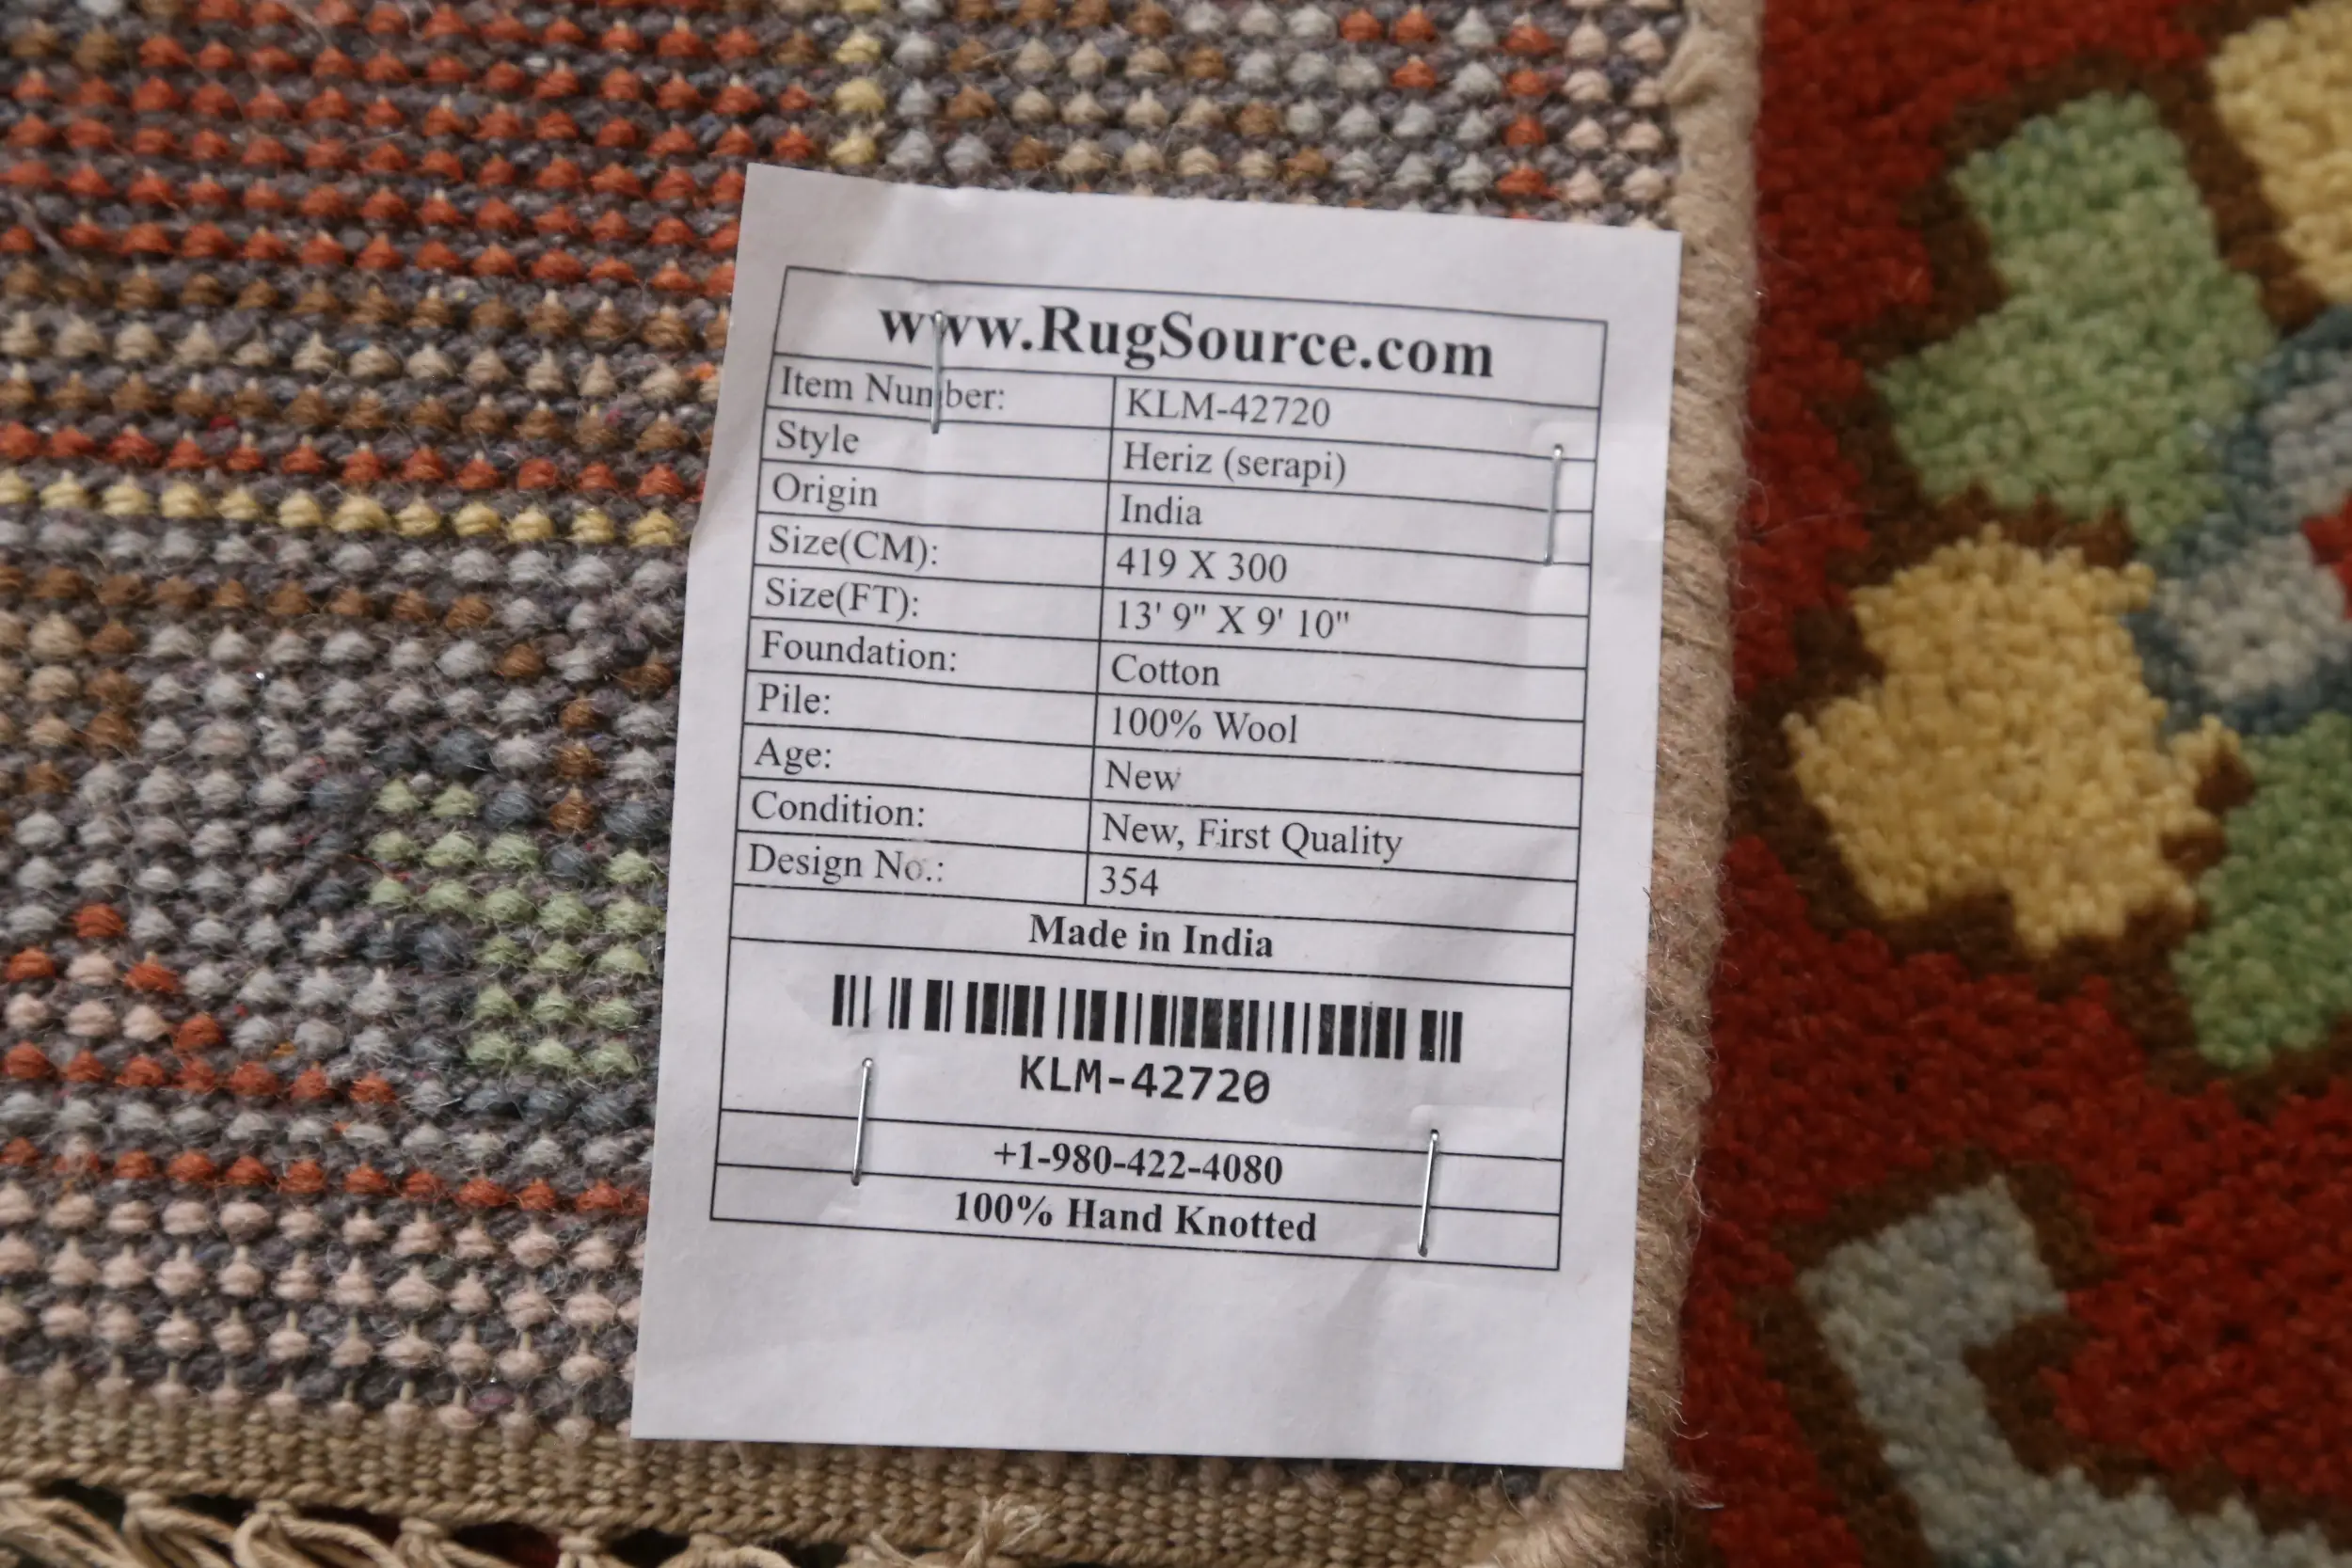 www.RugSource.com
Item Number: KLM-42720
Style Heriz (serapi)
Origin India
Size(CM): 419 X 300
Size(FT): 13' 9" X 9' 10"
Foundation: Cotton
Pile: 100% Wool
Age: New
Condition: New, First Quality
Design No.: 354
Made in India
KLM-42720
+1-980-422-4080
100% Hand Knotted